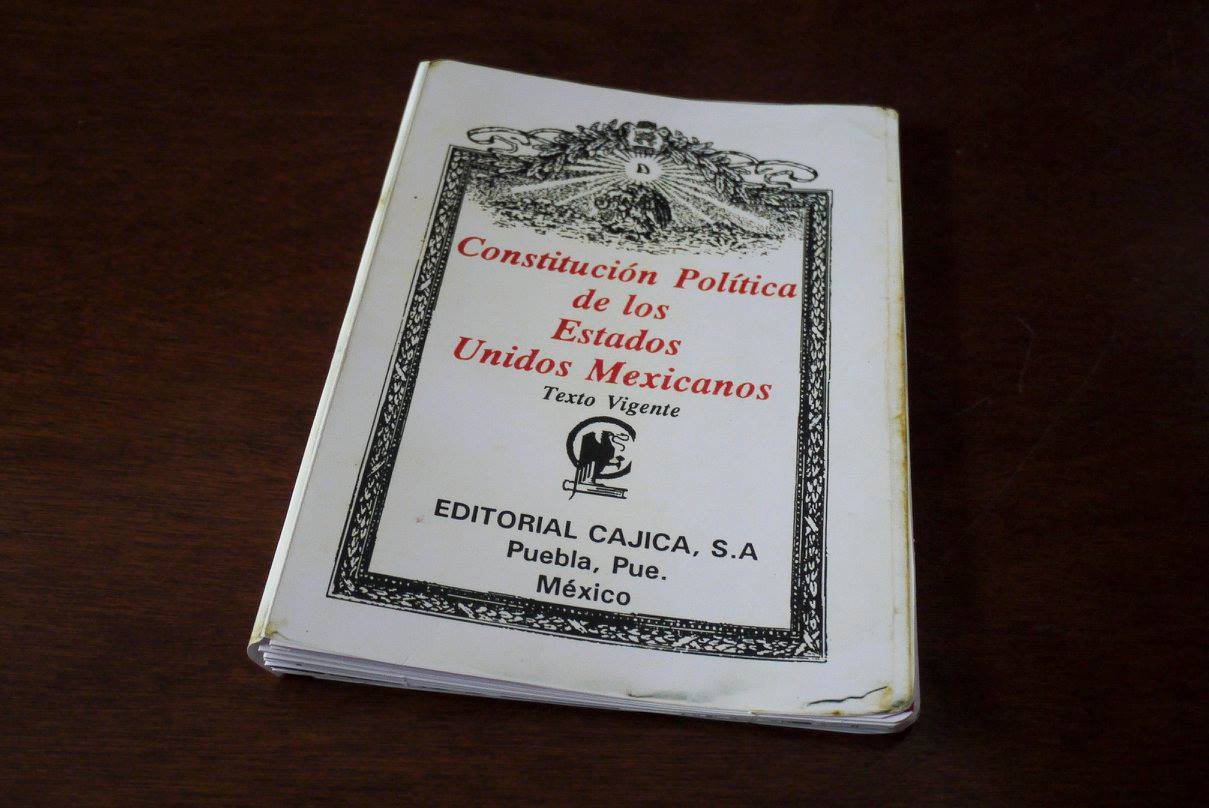 Constitución Política
de los
Estados
Unidos Mexicanos
Texto Vigente
EDITORIAL CAJICA, S.A
Puebla, Pue.
México